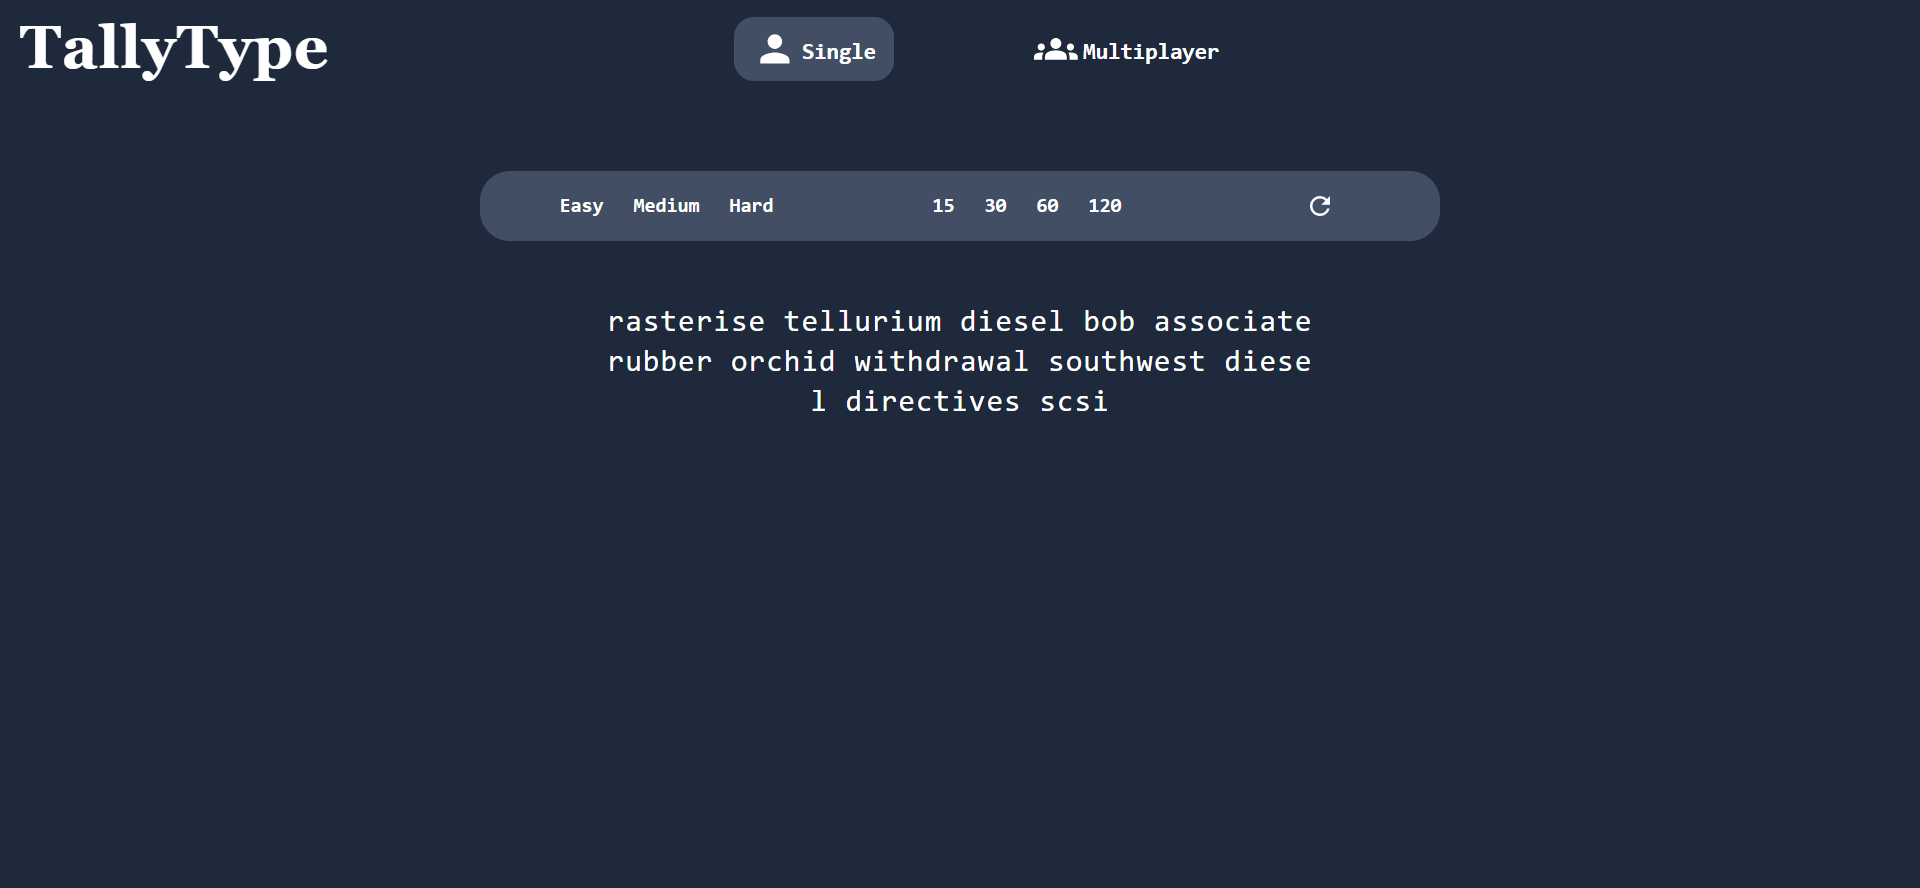 TallyType
Single
Multiplayer
Easy Medium Hard 15 30 60 120
rasterise tellurium diesel bob associate
rubber orchid withdrawal southwest diese
l directives scsi